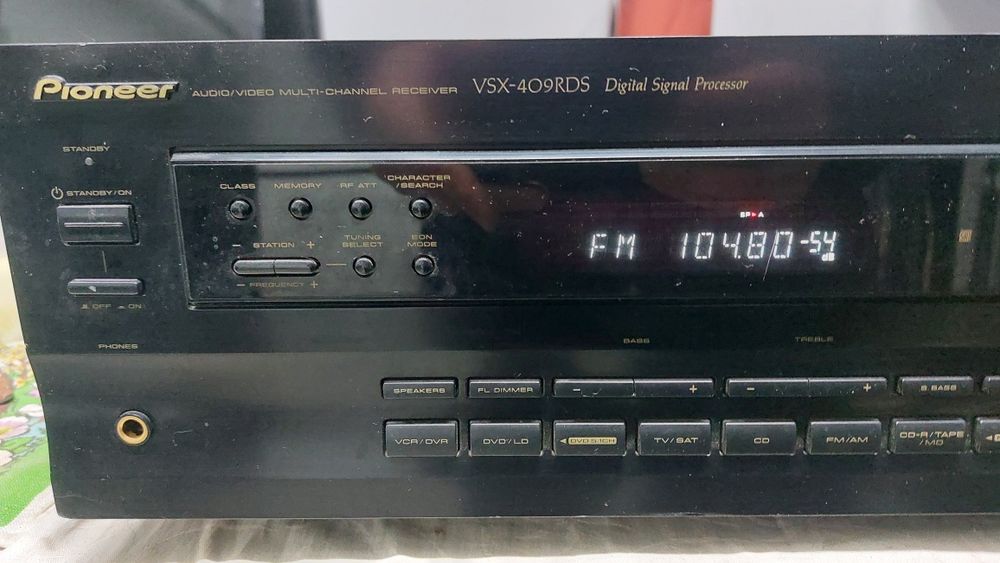 Pioneer AUDIO/VIDEO MULTI-CHANNEL RECEIVER VSX-409RDS Digital Signal Processor
STANDBY
STANDBY/ON
OFF ON
PHONES
CLASS MEMORY RF ATT CHARACTER
/SEARCH
– STATION + TUNING
SELECT EON
MODE
– FREQUENCY +
SP►A
FM 104.80 -54
dB
BASS TREBLE
SPEAKERS FL DIMMER – + – + S.BASS
VCR/DVR DVD/LD ◄DVD 5.1CH TV/SAT CD FM/AM CD-R/TAPE
/MD